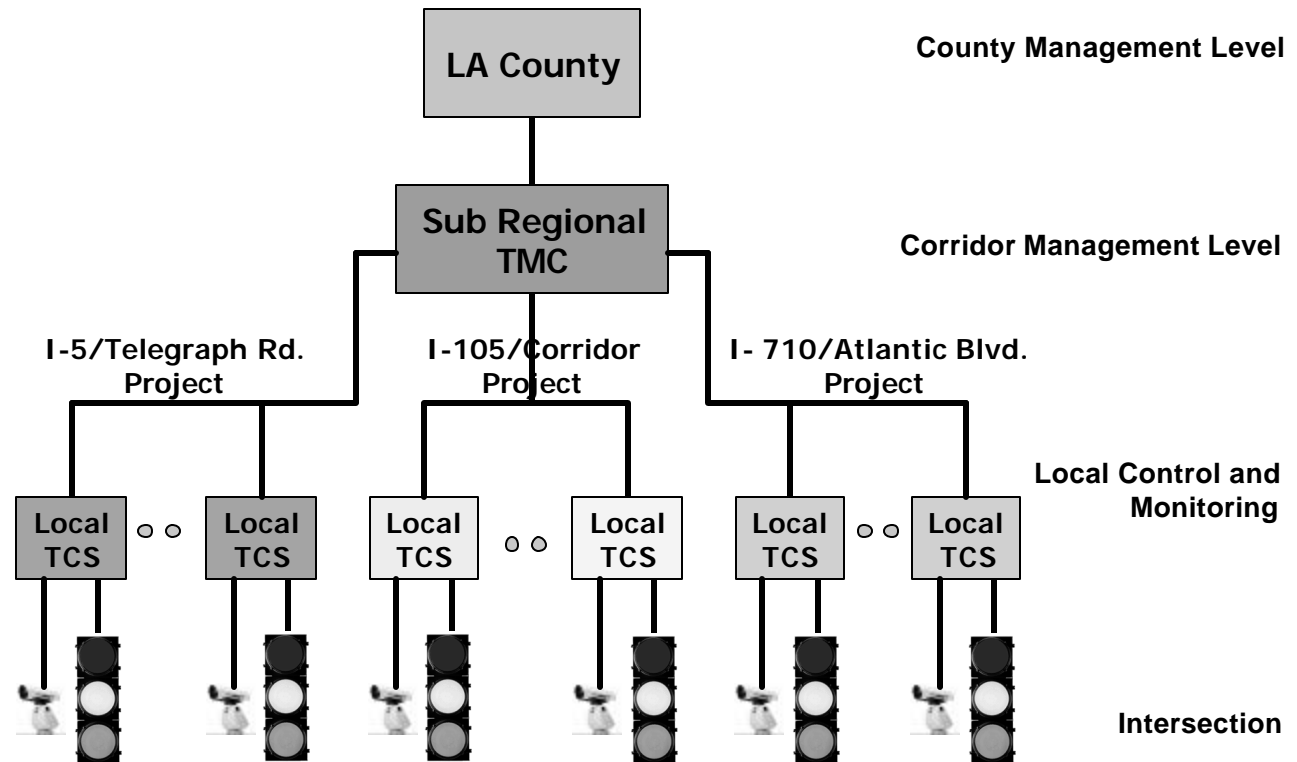 LA County
County Management Level
Sub Regional
TMC
Corridor Management Level
I-5/Telegraph Rd.
Project
I-105/Corridor
Project
I- 710/Atlantic Blvd.
Project
Local Control and
Monitoring
Local
TCS
Local
TCS
Local
TCS
Local
TCS
Local
TCS
Local
TCS
Intersection